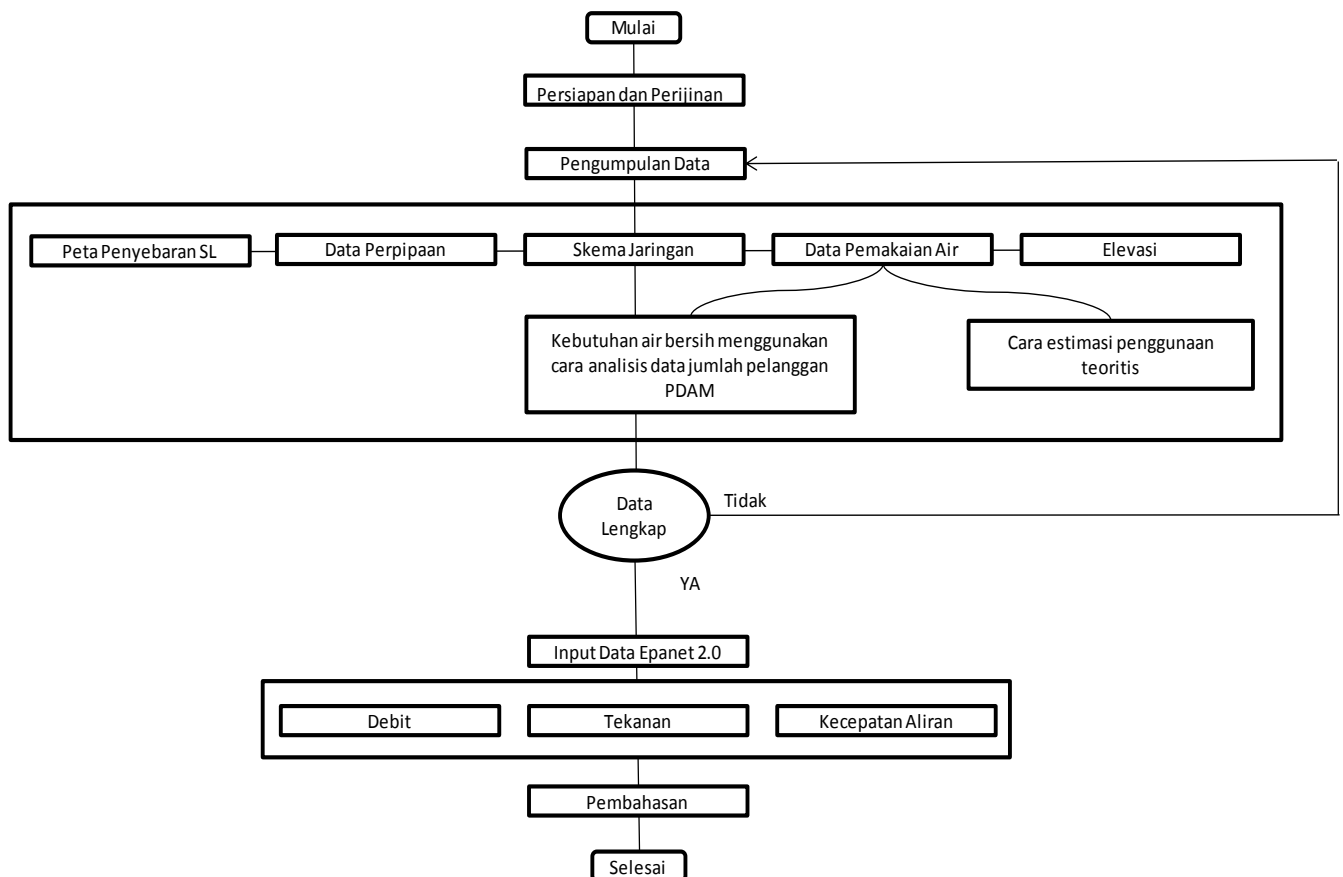 Mulai
Persiapan dan Perijinan
Pengumpulan Data
Peta Penyebaran SL
Data Perpipaan
Skema Jaringan
Data Pemakaian Air
Elevasi
Kebutuhan air bersih menggunakan
cara analisis data jumlah pelanggan
PDAM
Cara estimasi penggunaan
teoritis
Data
Lengkap
Tidak
YA
Input Data Epanet 2.0
Debit
Tekanan
Kecepatan Aliran
Pembahasan
Selesai